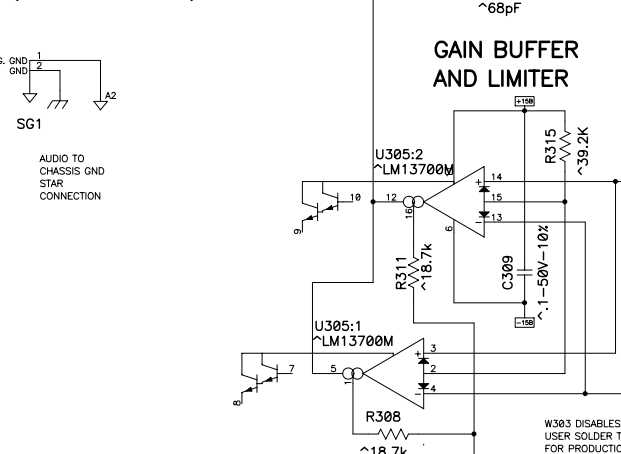 ^68pF
GAIN BUFFER
AND LIMITER
GND 1
GND 2
A2
SG1
AUDIO TO
CHASSIS GND
STAR
CONNECTION
+15B
R315
^39.2K
U305:2
^LM13700M
14
15
13
12
16
6
10
9
R311
^18.7k
C309
^.1-50V-10%
-15B
U305:1
^LM13700M
3
2
4
5
1
7
8
R308
^18.7k
W303 DISABLES
USER SOLDER T
FOR PRODUCTIO